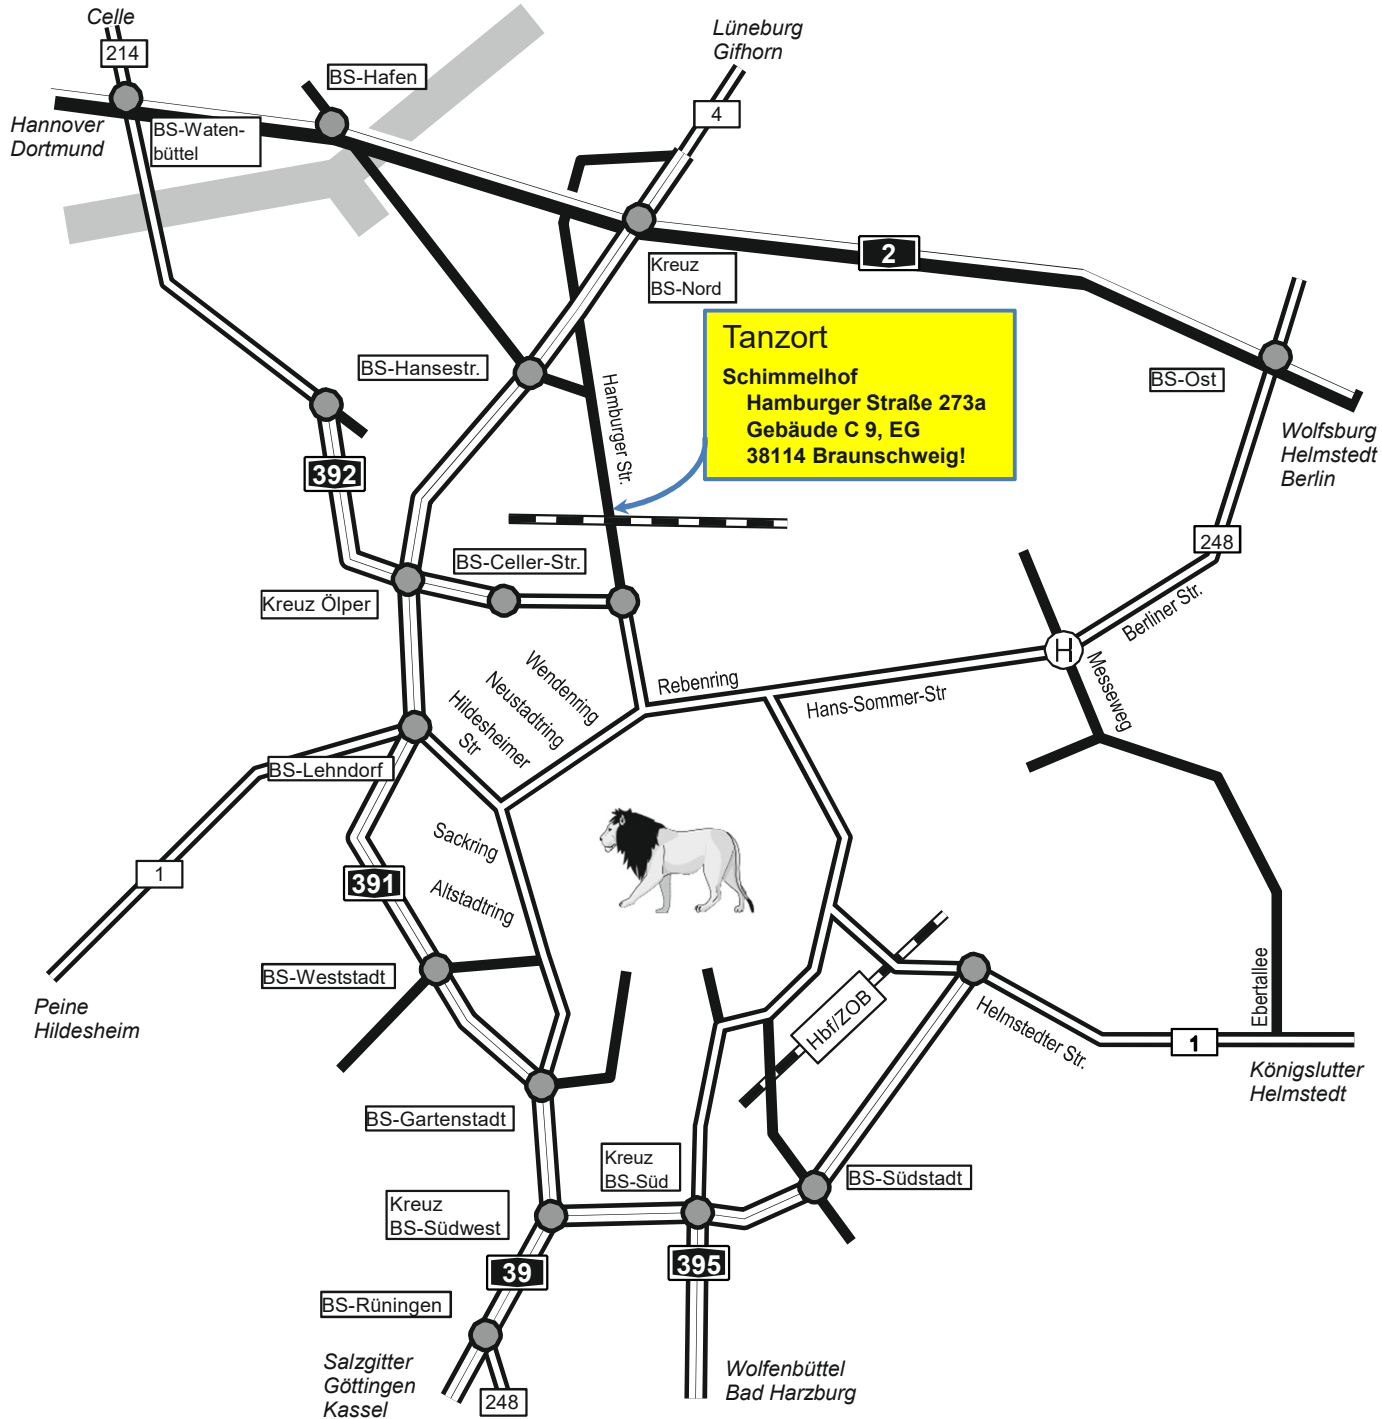 Celle
214
Lüneburg
Gifhorn
BS-Hafen
4
Hannover
Dortmund
BS-Waten-
büttel
2
Kreuz
BS-Nord
Tanzort
Schimmelhof
Hamburger Straße 273a
Gebäude C 9, EG
38114 Braunschweig!
BS-Hansestr.
Hamburger Str.
BS-Ost
Wolfsburg
Helmstedt
Berlin
392
248
BS-Celler-Str.
Kreuz Ölper
Berliner Str.
H
Messeweg
Wendenring
Neustadtring
Hildesheimer
Str
Rebenring
Hans-Sommer-Str
BS-Lehndorf
Sackring
1
391
Altstadtring
BS-Weststadt
Peine
Hildesheim
Hbf/ZOB
Helmstedter Str.
Ebertallee
1
Königslutter
Helmstedt
BS-Gartenstadt
Kreuz
BS-Süd
BS-Südstadt
Kreuz
BS-Südwest
39
395
BS-Rüningen
Salzgitter
Göttingen
Kassel
248
Wolfenbüttel
Bad Harzburg